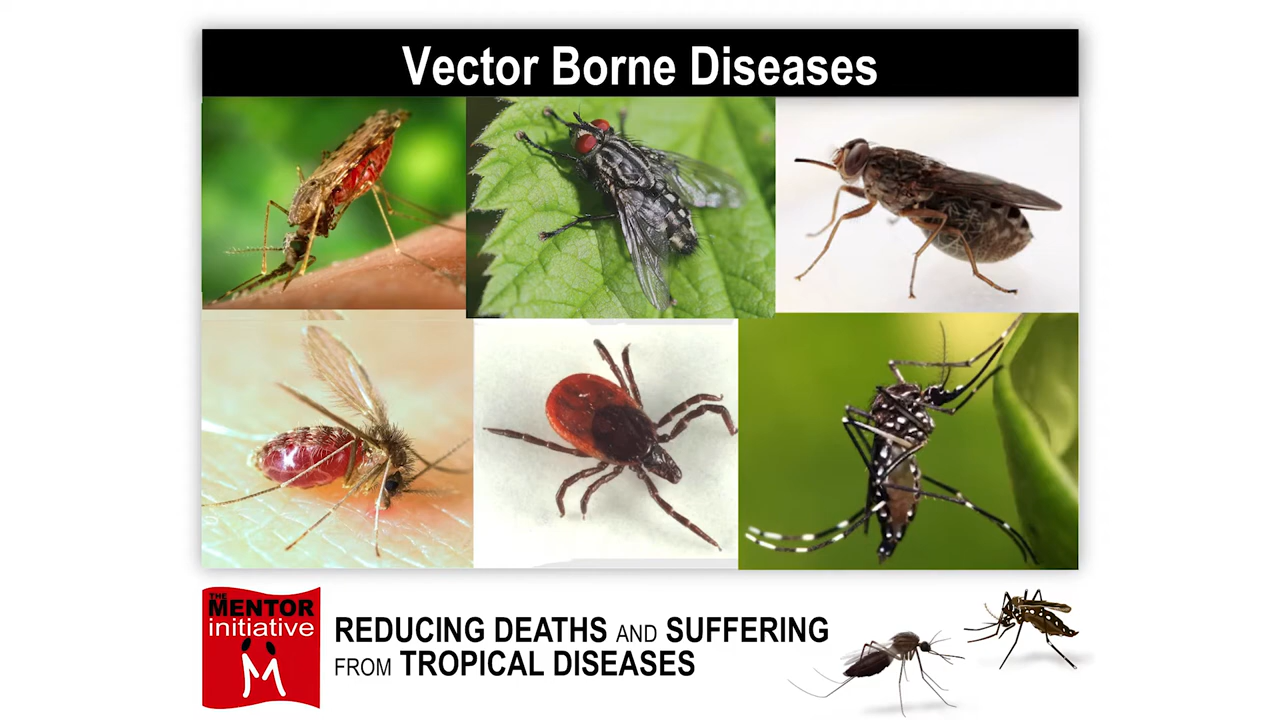 Vector Borne Diseases
THE
MENTOR
initiative
REDUCING DEATHS AND SUFFERING
FROM TROPICAL DISEASES